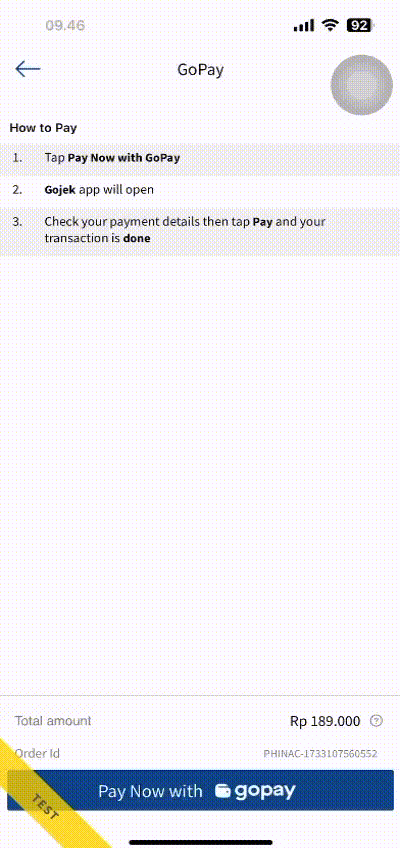 09.46
92
GoPay
How to Pay
1. Tap Pay Now with GoPay
2. Gojek app will open
3. Check your payment details then tap Pay and your
transaction is done
Total amount Rp 189.000 ?
Order Id PHINAC-1733107560552
Pay Now with gopay
TEST